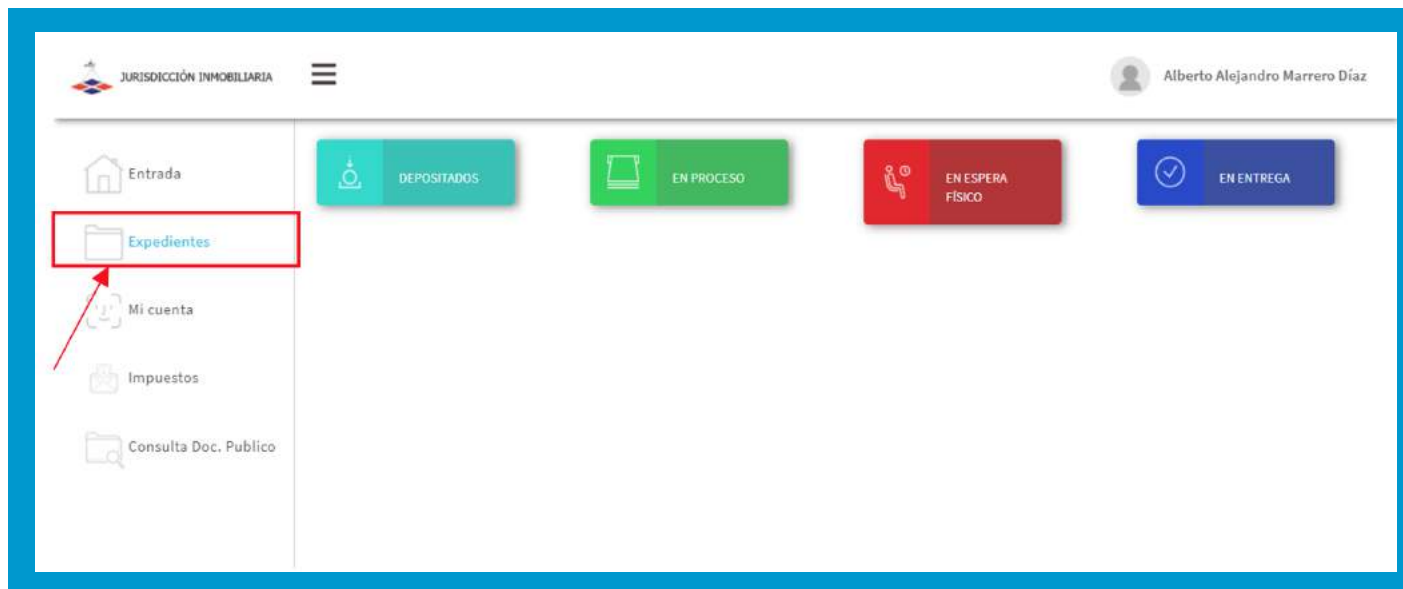 JURISDICCIÓN INMOBILIARIA
Alberto Alejandro Marrero Díaz
Entrada
Expedientes
Mi cuenta
Impuestos
Consulta Doc. Publico
DEPOSITADOS
EN PROCESO
EN ESPERA
FÍSICO
EN ENTREGA